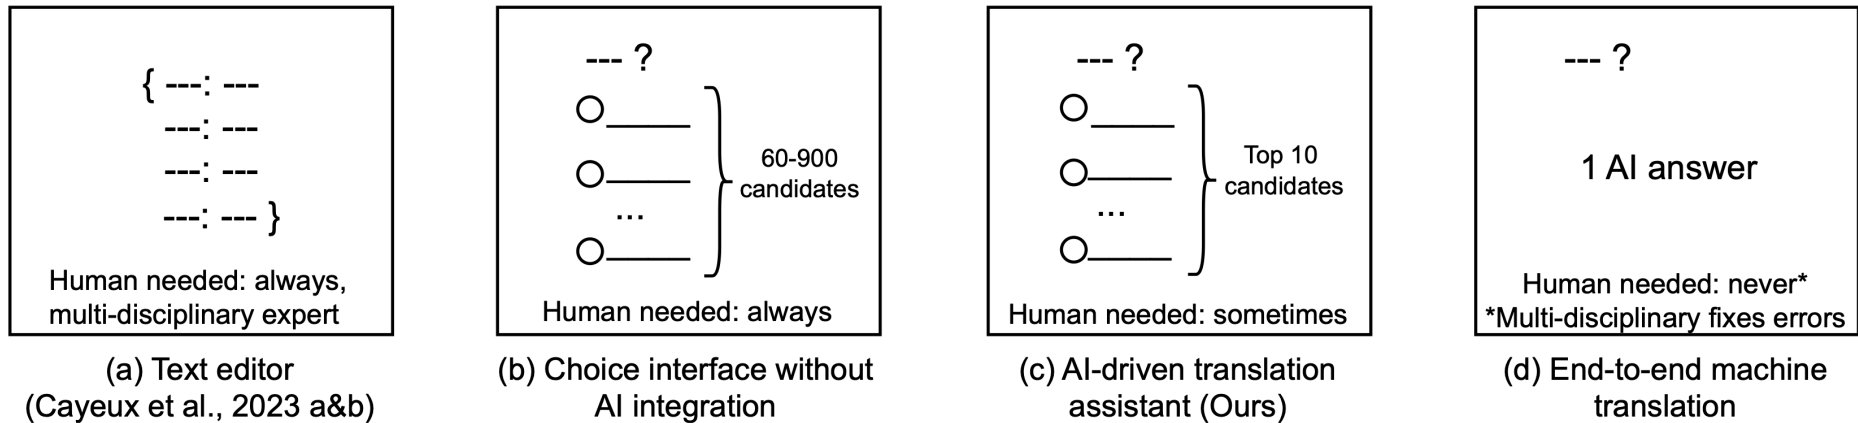 { ---: ---
---: ---
---: ---
---: --- }
Human needed: always,
multi-disciplinary expert
(a) Text editor
(Cayeux et al., 2023 a&b)
--- ?
60-900
candidates
...
Human needed: always
(b) Choice interface without
AI integration
--- ?
Top 10
candidates
...
Human needed: sometimes
(c) AI-driven translation
assistant (Ours)
--- ?
1 AI answer
Human needed: never*
*Multi-disciplinary fixes errors
(d) End-to-end machine
translation